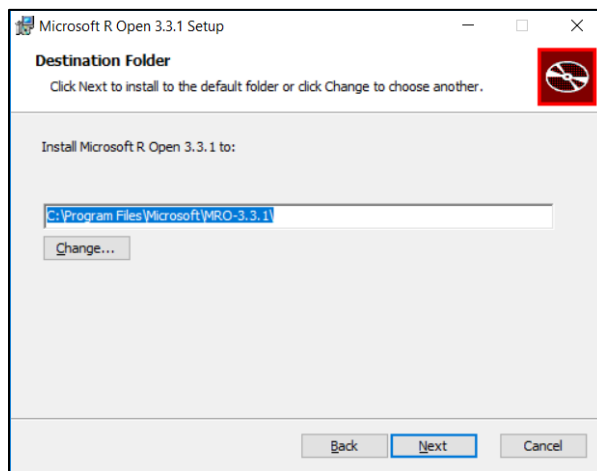 Microsoft R Open 3.3.1 Setup
Destination Folder
Click Next to install to the default folder or click Change to choose another.
Install Microsoft R Open 3.3.1 to:
C:\Program Files\Microsoft\MRO-3.3.1\
Change...
Back Next Cancel